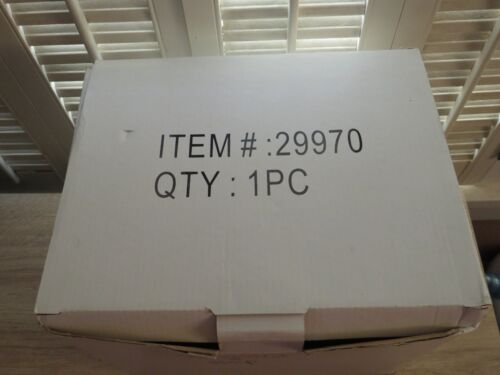 ITEM # :29970
QTY : 1PC